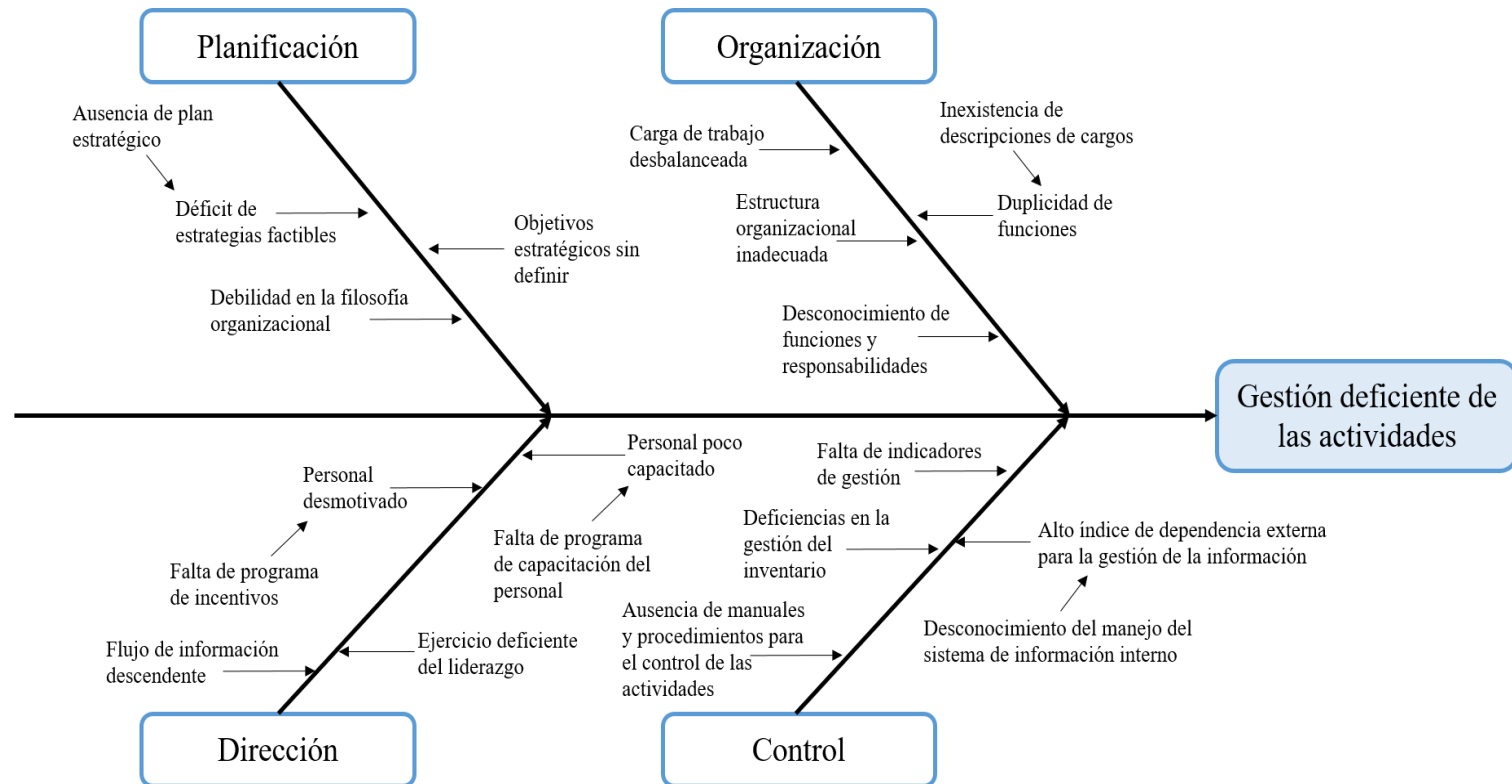 Planificación
Organización
Ausencia de plan
estratégico
Déficit de
estrategias factibles
Objetivos
estratégicos sin
definir
Debilidad en la filosofía
organizacional
Carga de trabajo
desbalanceada
Inexistencia de
descripciones de cargos
Estructura
organizacional
inadecuada
Duplicidad de
funciones
Desconocimiento de
funciones y
responsabilidades
Gestión deficiente de
las actividades
Personal
desmotivado
Personal poco
capacitado
Falta de programa
de incentivos
Falta de programa
de capacitación del
personal
Flujo de información
descendente
Ejercicio deficiente
del liderazgo
Falta de indicadores
de gestión
Deficiencias en la
gestión del
inventario
Alto índice de dependencia externa
para la gestión de la información
Ausencia de manuales
y procedimientos para
el control de las
actividades
Desconocimiento del manejo del
sistema de información interno
Dirección
Control